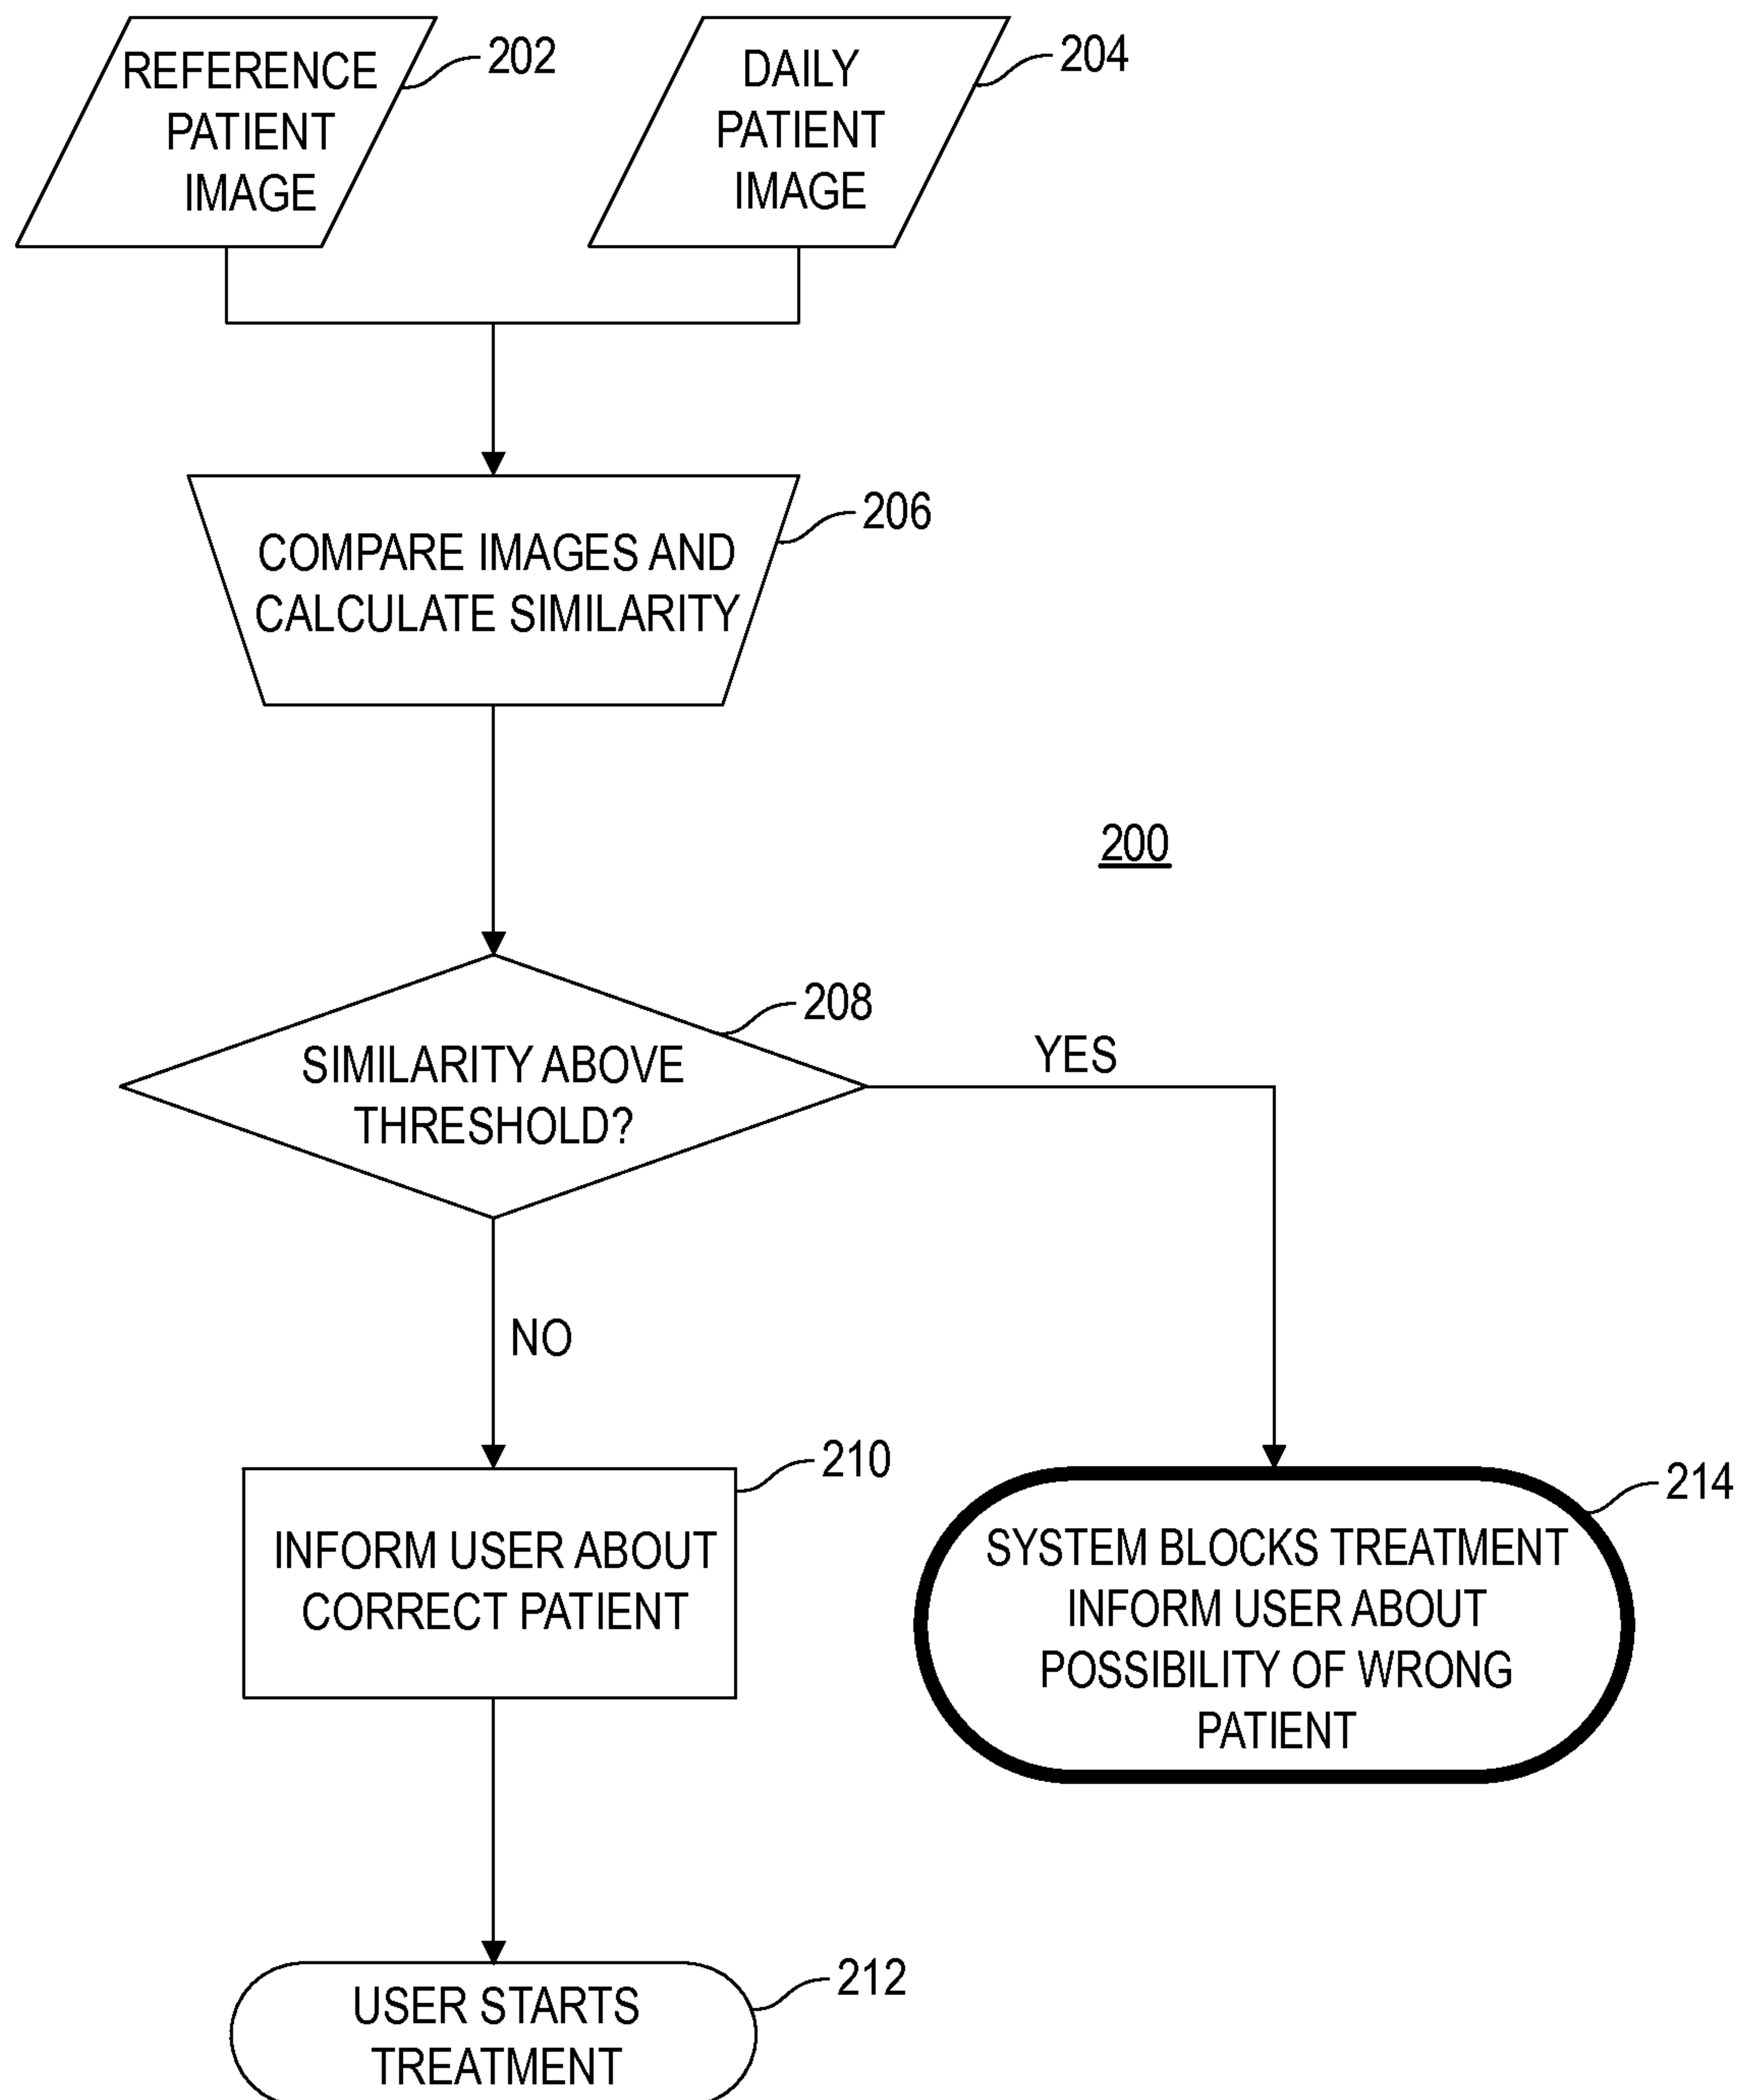 REFERENCE
PATIENT
IMAGE
202
DAILY
PATIENT
IMAGE
204
COMPARE IMAGES AND
CALCULATE SIMILARITY
206
200
SIMILARITY ABOVE
THRESHOLD?
208
YES
NO
INFORM USER ABOUT
CORRECT PATIENT
210
SYSTEM BLOCKS TREATMENT
INFORM USER ABOUT
POSSIBILITY OF WRONG
PATIENT
214
USER STARTS
TREATMENT
212